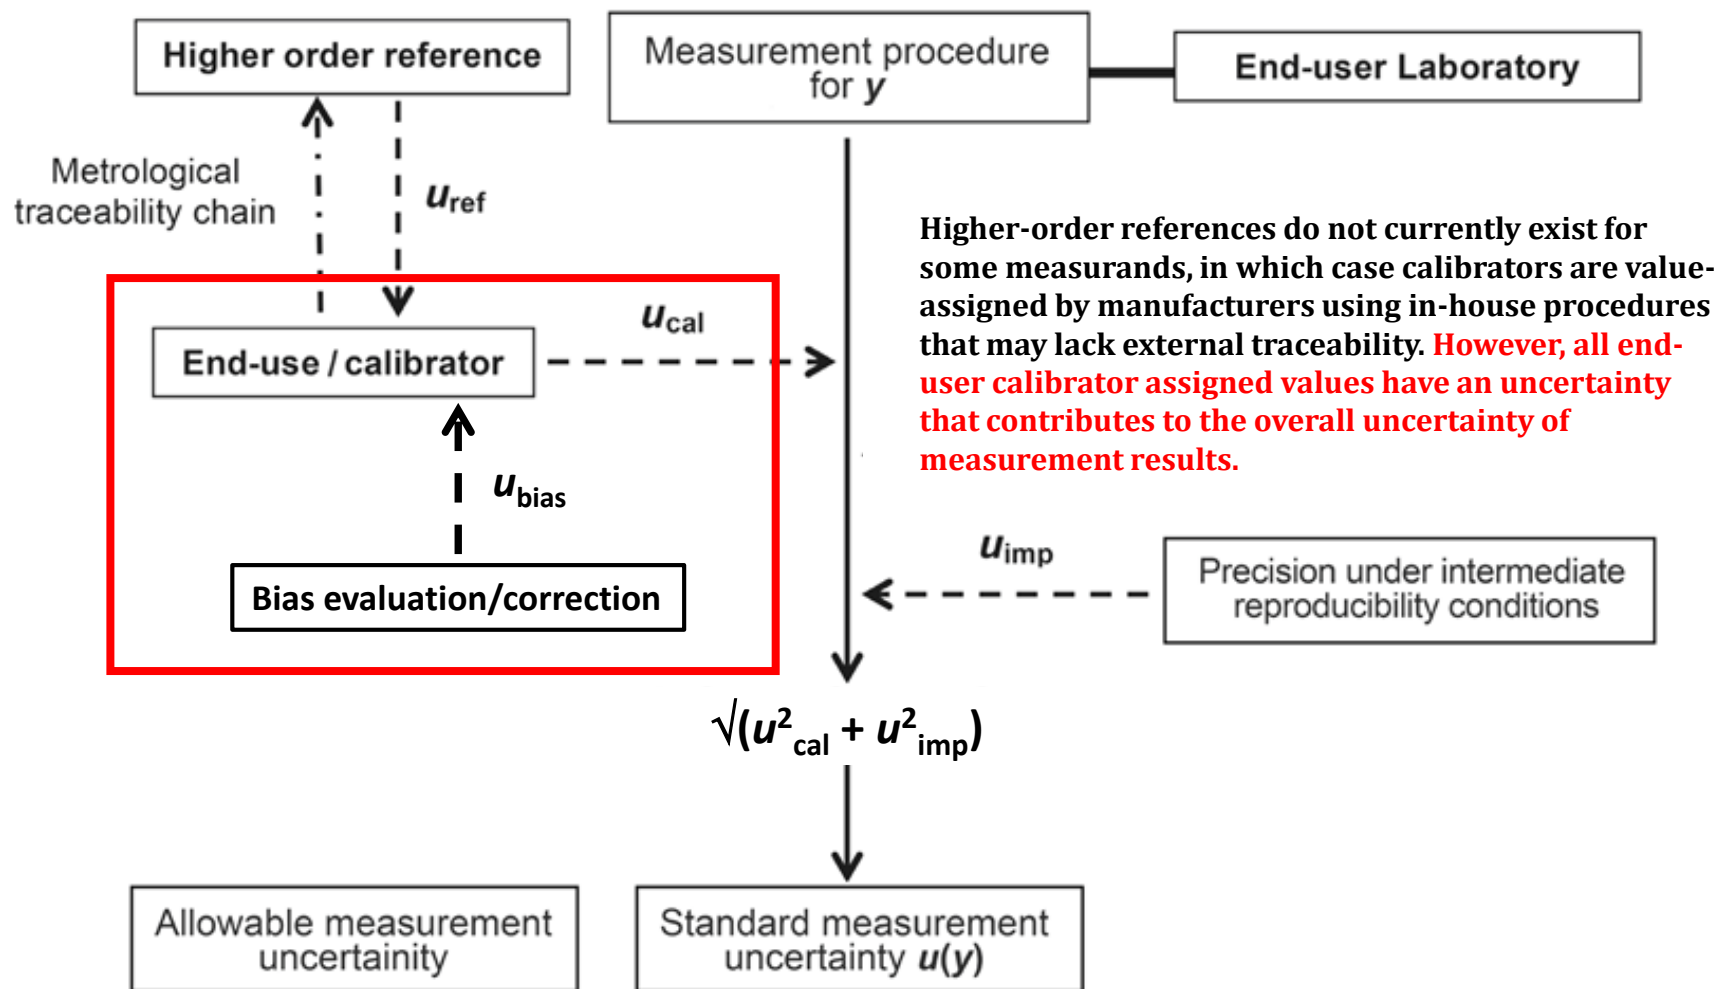 Higher order reference
Measurement procedure
for y
End-user Laboratory
Metrological
traceability chain
uref
Higher-order references do not currently exist for
some measurands, in which case calibrators are value-
assigned by manufacturers using in-house procedures
that may lack external traceability. However, all end-
user calibrator assigned values have an uncertainty
that contributes to the overall uncertainty of
measurement results.
ucal
End-use / calibrator
ubias
Bias evaluation/correction
uimp
Precision under intermediate
reproducibility conditions
√(u²cal + u²imp)
Allowable measurement
uncertainity
Standard measurement
uncertainty u(y)